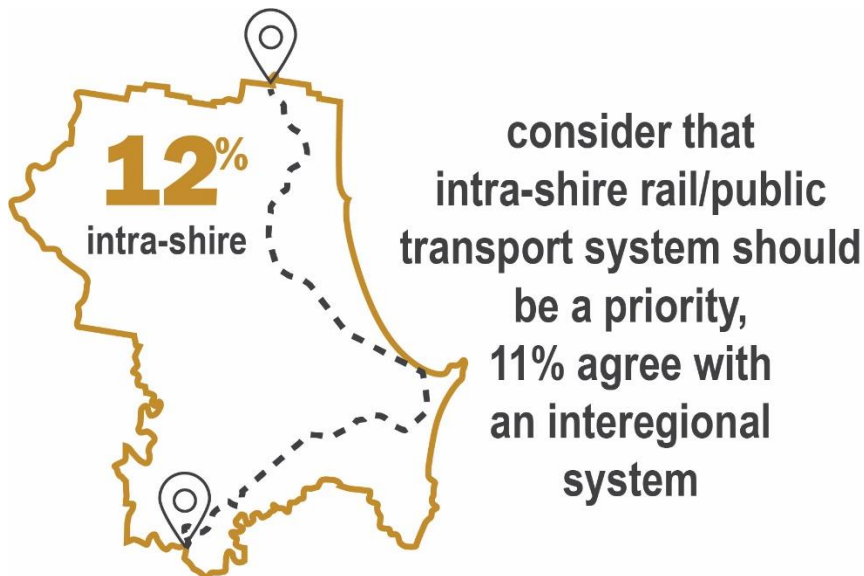 12%
intra-shire
consider that
intra-shire rail/public
transport system should
be a priority,
11% agree with
an interegional
system